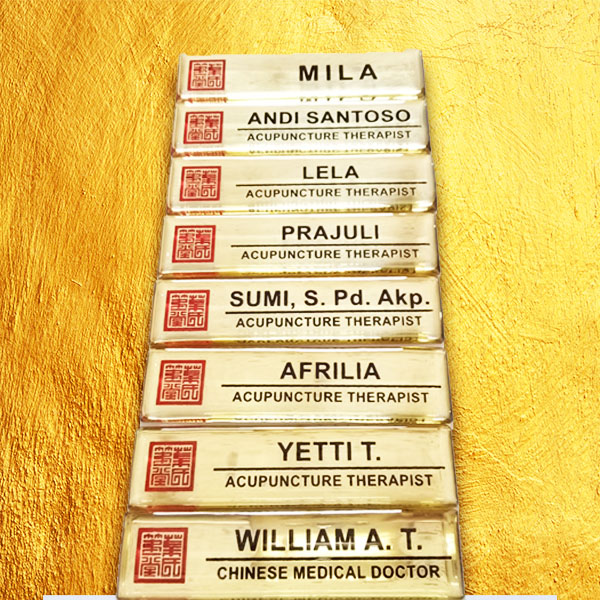 MILA
ANDI SANTOSO
ACUPUNCTURE THERAPIST
LELA
ACUPUNCTURE THERAPIST
PRAJULI
ACUPUNCTURE THERAPIST
SUMI, S. Pd. Akp.
ACUPUNCTURE THERAPIST
AFRILIA
ACUPUNCTURE THERAPIST
YETTI T.
ACUPUNCTURE THERAPIST
WILLIAM A. T.
CHINESE MEDICAL DOCTOR